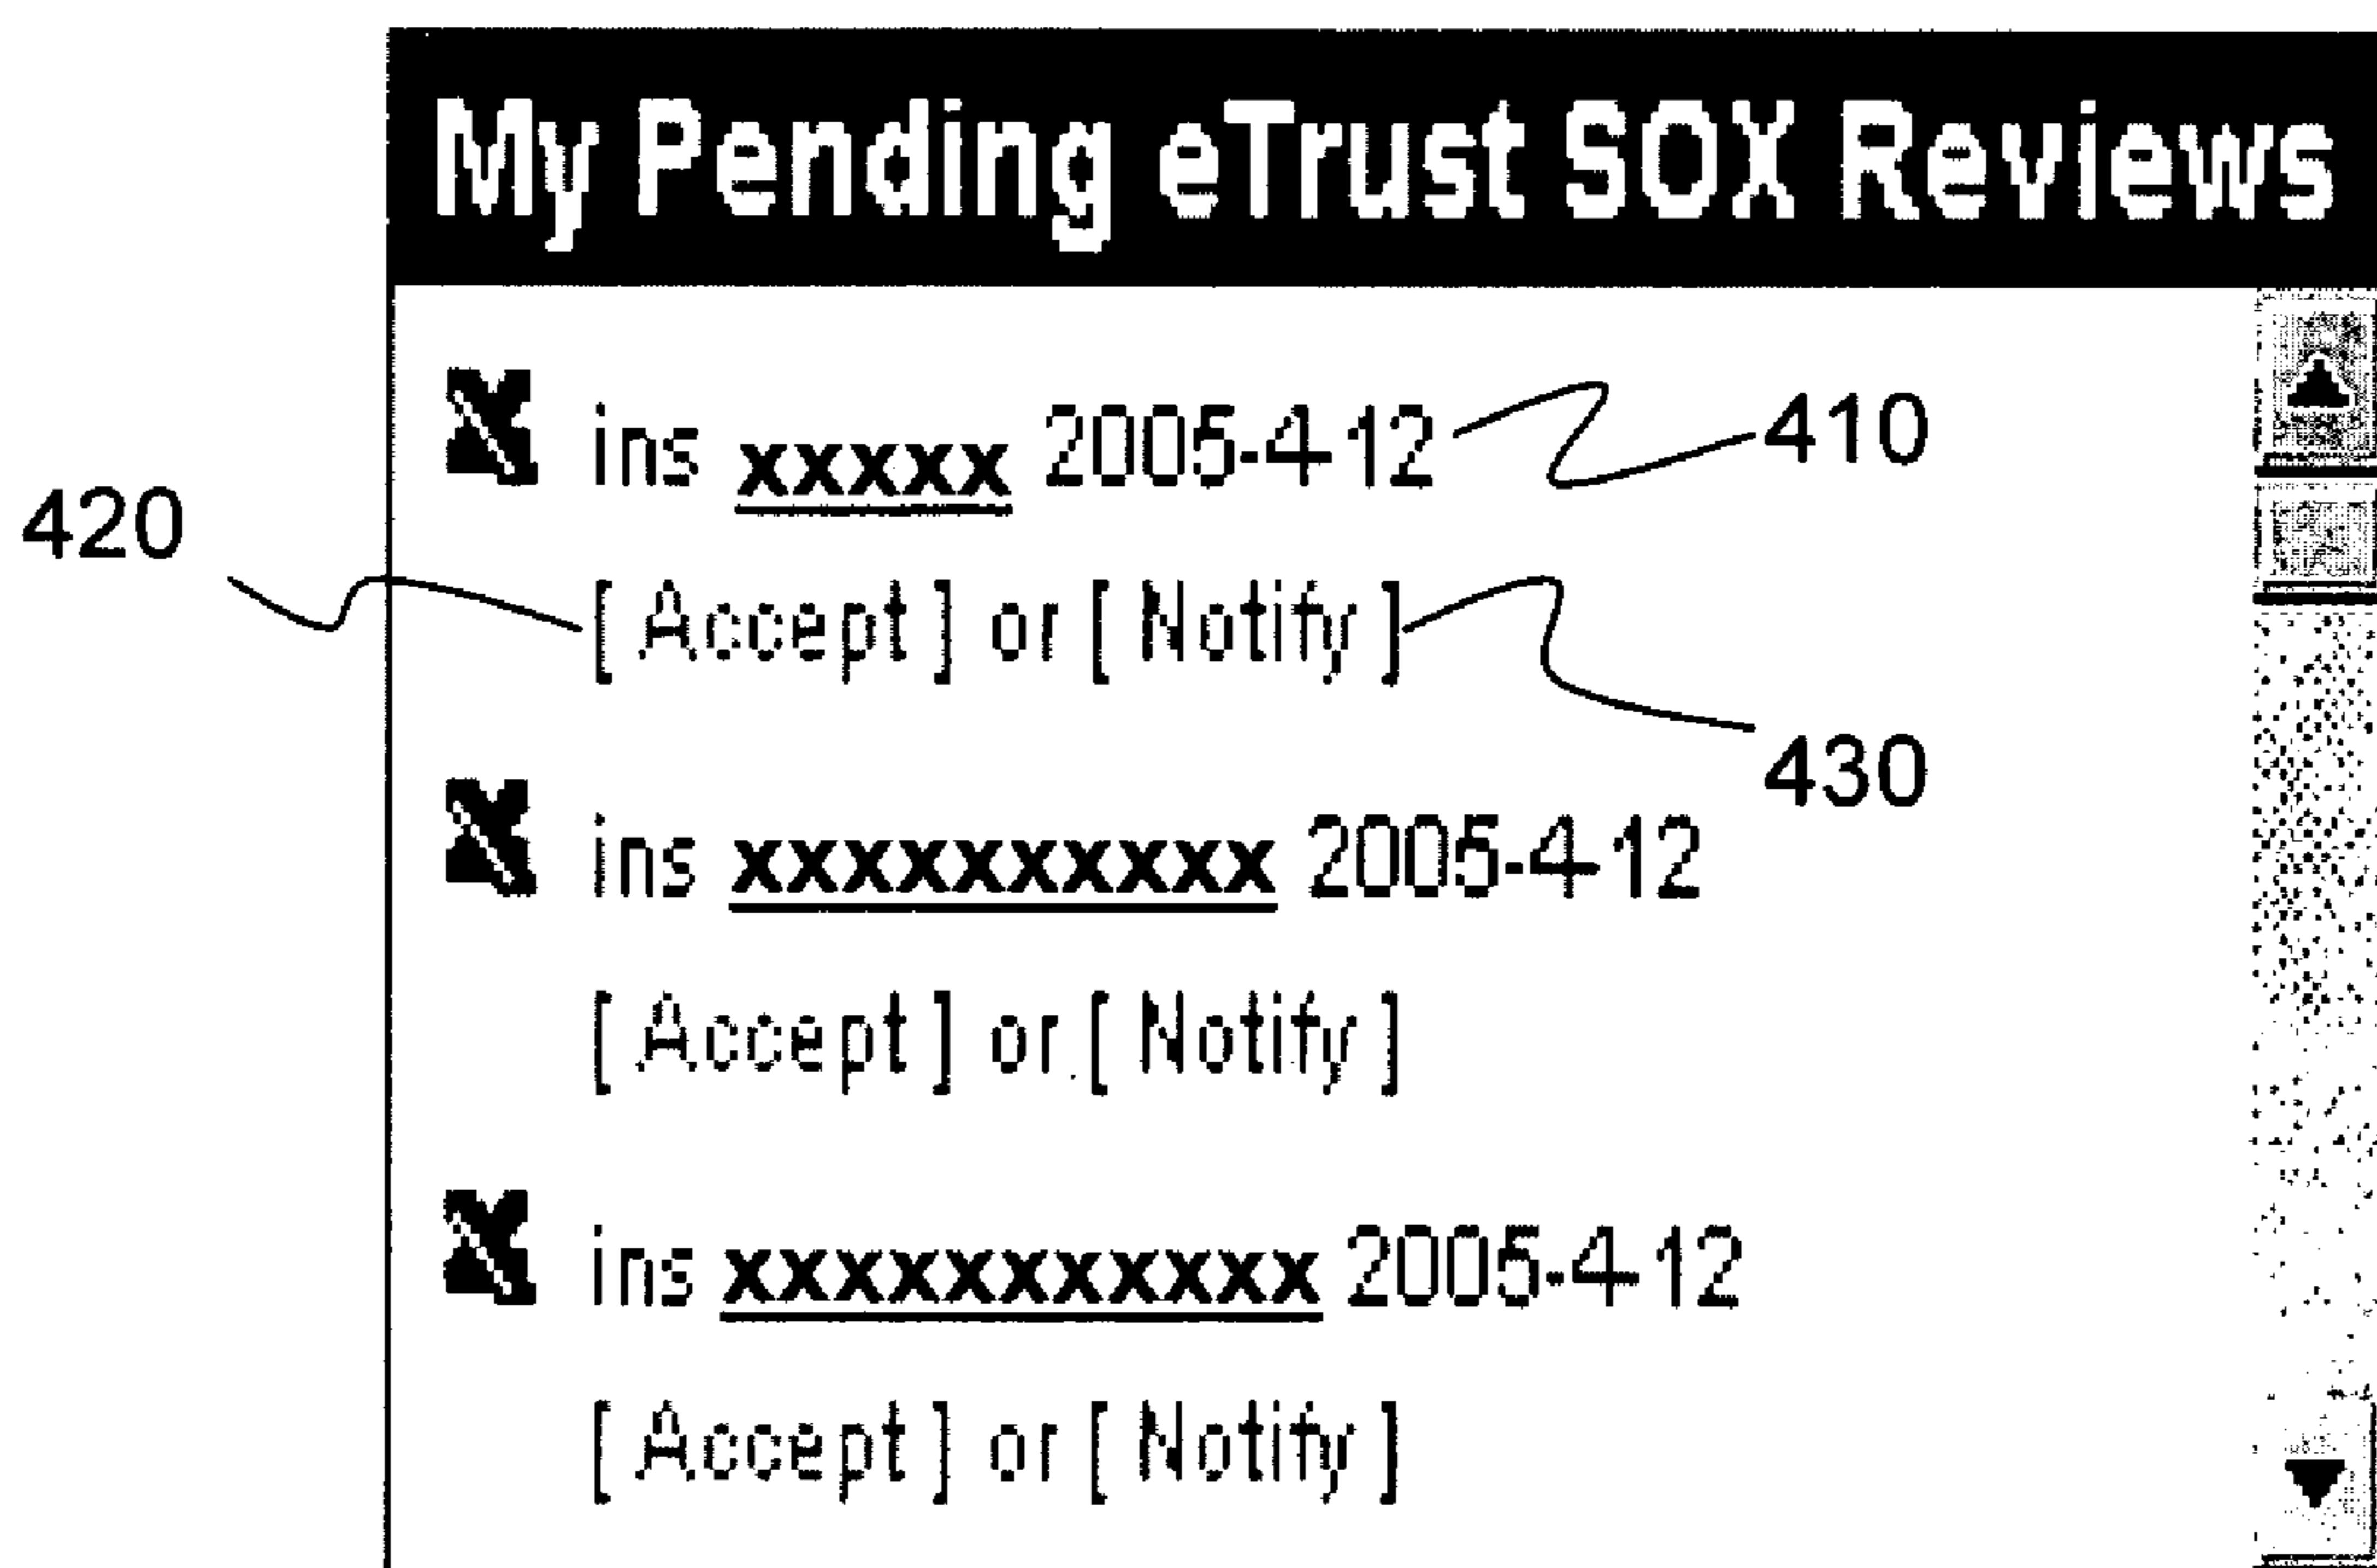 My Pending eTrust SOX Reviews
ins xxxxx 2005-4-12 410
420
[ Accept ] or [ Notify ]
430
ins xxxxxxxxxx 2005-4-12
[ Accept ] or [ Notify ]
ins xxxxxxxxxxx 2005-4-12
[ Accept ] or [ Notify ]